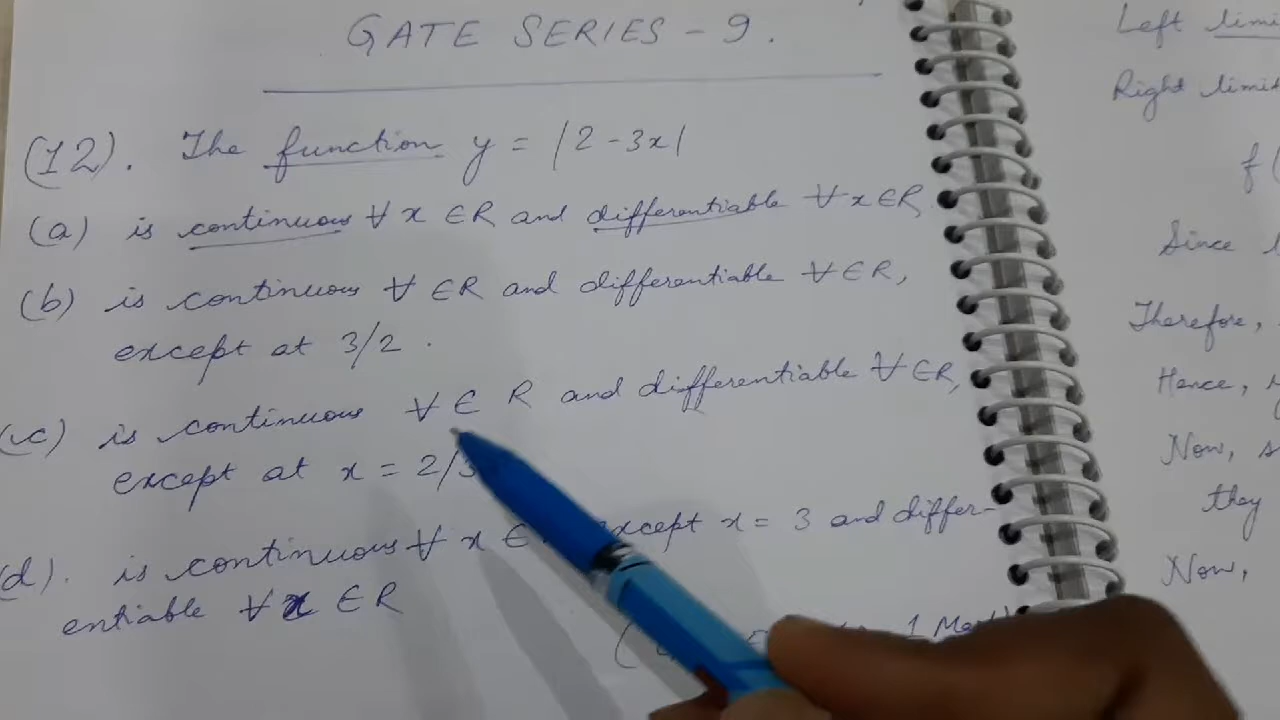 GATE SERIES - 9.
(12). The function y = |2-3x|
(a) is continuous ∀ x ∈R and differentiable ∀ x ∈ R
(b) is continuous ∀ ∈R and differentiable ∀ ∈R,
except at 3/2.
(c) is continuous ∀ ∈ R and differentiable ∀ ∈R,
except at x = 2/3
(d). is continuous ∀ x ∈ except x = 3 and differ-
entiable ∀ x ∈ R
1
Left
Right
f(
Since
Therefore,
Hence,
Now,
they
Now,